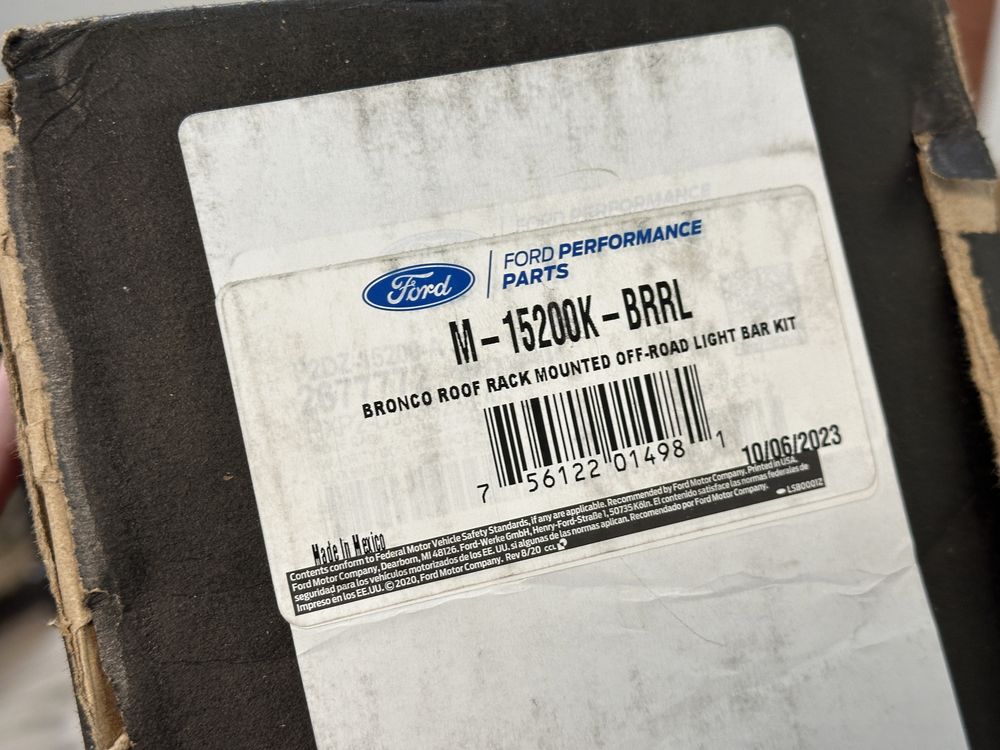 Ford
FORD PERFORMANCE
PARTS
M-15200K-BRRL
BRONCO ROOF RACK MOUNTED OFF-ROAD LIGHT BAR KIT
7 56122 01498 1
10/06/2023
Made In Mexico
Contents conform to Federal Motor Vehicle Safety Standards, if any are applicable. Recommended by Ford Motor Company. Printed in USA.
Ford Motor Company, Dearborn, MI 48126. Ford-Werke GmbH, Henry-Ford-Straße 1, 50735 Köln. El contenido satisface las normas federales de
seguridad para los vehículos motorizados de los EE. UU. si algunas de las normas aplican. Recomendado por Ford Motor Company.
Impreso en los EE.UU. © 2020, Ford Motor Company. Rev 8/20 CCL
LSB0001Z